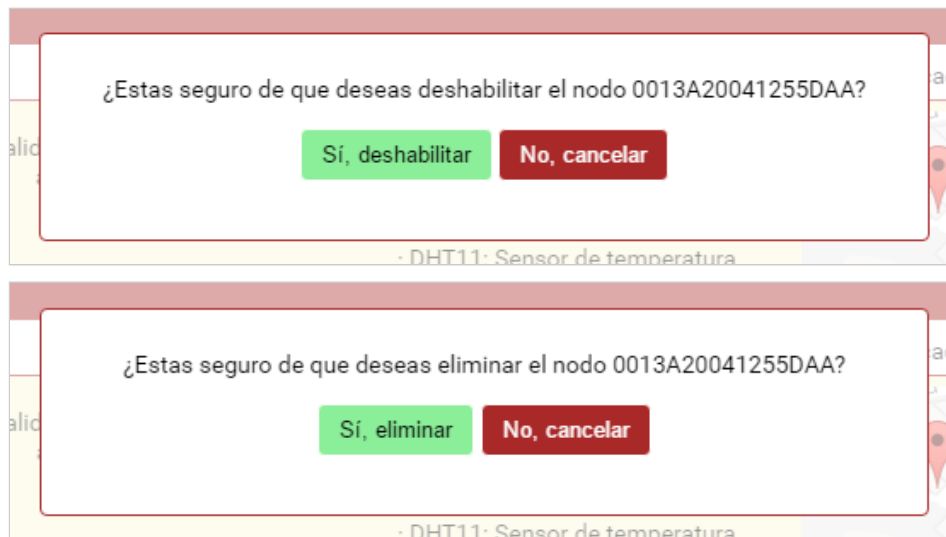 ¿Estas seguro de que deseas deshabilitar el nodo 0013A20041255DAA?
Sí, deshabilitar No, cancelar
· DHT11: Sensor de temperatura
¿Estas seguro de que deseas eliminar el nodo 0013A20041255DAA?
Sí, eliminar No, cancelar
· DHT11: Sensor de temperatura